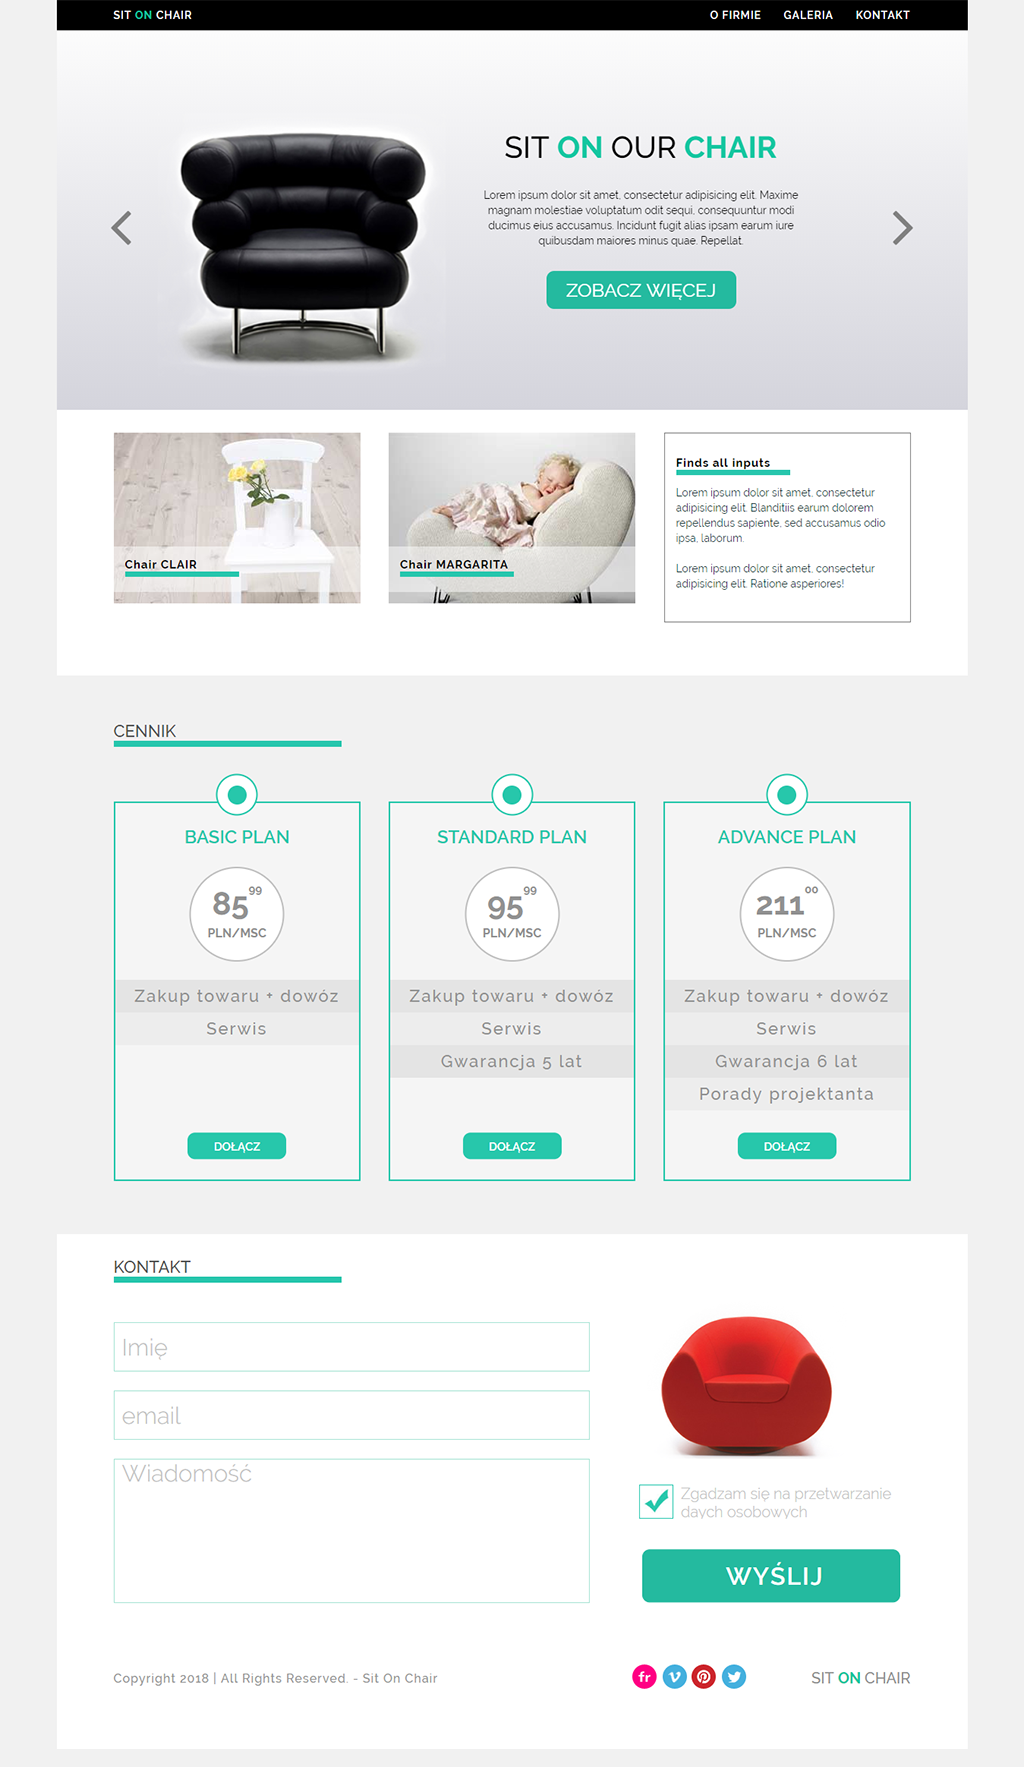 SIT ON CHAIR
O FIRMIE GALERIA KONTAKT
SIT ON OUR CHAIR
Lorem ipsum dolor sit amet, consectetur adipisicing elit. Maxime
magnam molestiae voluptatum odit sequi, consequuntur modi
ducimus eius accusamus. Incidunt fugit alias ipsam earum iure
quibusdam maiores minus quae. Repellat.
ZOBACZ WIĘCEJ
Chair CLAIR
Chair MARGARITA
Finds all inputs
Lorem ipsum dolor sit amet, consectetur
adipisicing elit. Blanditiis earum dolorem
repellendus sapiente, sed accusamus odio
ipsa, laborum.
Lorem ipsum dolor sit amet, consectetur
adipisicing elit. Ratione asperiores!
CENNIK
BASIC PLAN
85 99
PLN/MSC
Zakup towaru + dowóz
Serwis
DOŁĄCZ
STANDARD PLAN
95 99
PLN/MSC
Zakup towaru + dowóz
Serwis
Gwarancja 5 lat
DOŁĄCZ
ADVANCE PLAN
211 00
PLN/MSC
Zakup towaru + dowóz
Serwis
Gwarancja 6 lat
Porady projektanta
DOŁĄCZ
KONTAKT
Imię
email
Wiadomość
Zgadzam się na przetwarzanie
daych osobowych
WYŚLIJ
Copyright 2018 | All Rights Reserved. - Sit On Chair
fr
SIT ON CHAIR